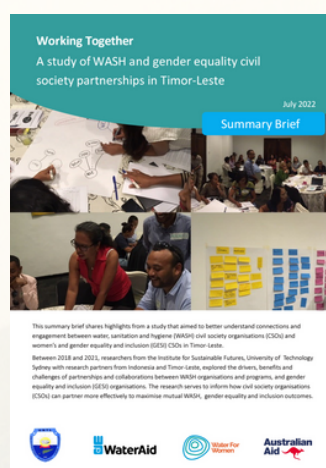 Working Together
A study of WASH and gender equality civil
society partnerships in Timor-Leste
July 2022
Summary Brief
This summary brief shares highlights from a study that aimed to better understand connections and
engagement between water, sanitation and hygiene (WASH) civil society organisations (CSOs) and
women's and gender equality and inclusion (GESI) CSOs in Timor-Leste.
Between 2018 and 2021, researchers from the Institute for Sustainable Futures, University of Technology
Sydney with research partners from Indonesia and Timor-Leste, explored the drivers, benefits and
challenges of partnerships and collaborations between WASH organisations and programs, and gender
equality and inclusion (GESI) organisations. The research serves to inform how civil society organisations
(CSOs) can partner more effectively to maximise mutual WASH, gender equality and inclusion outcomes.
WaterAid
Water For
Women
Australian
Aid